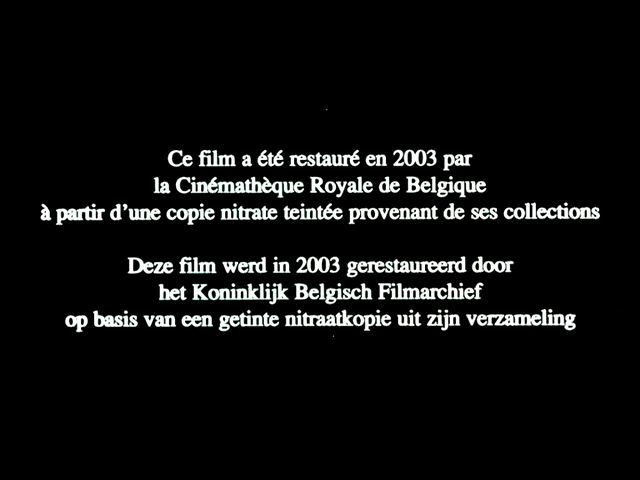 Ce film a été restauré en 2003 par
la Cinémathèque Royale de Belgique
à partir d'une copie nitrate teintée provenant de ses collections
Deze film werd in 2003 gerestaureerd door
het Koninklijk Belgisch Filmarchief
op basis van een getinte nitraatkopie uit zijn verzameling